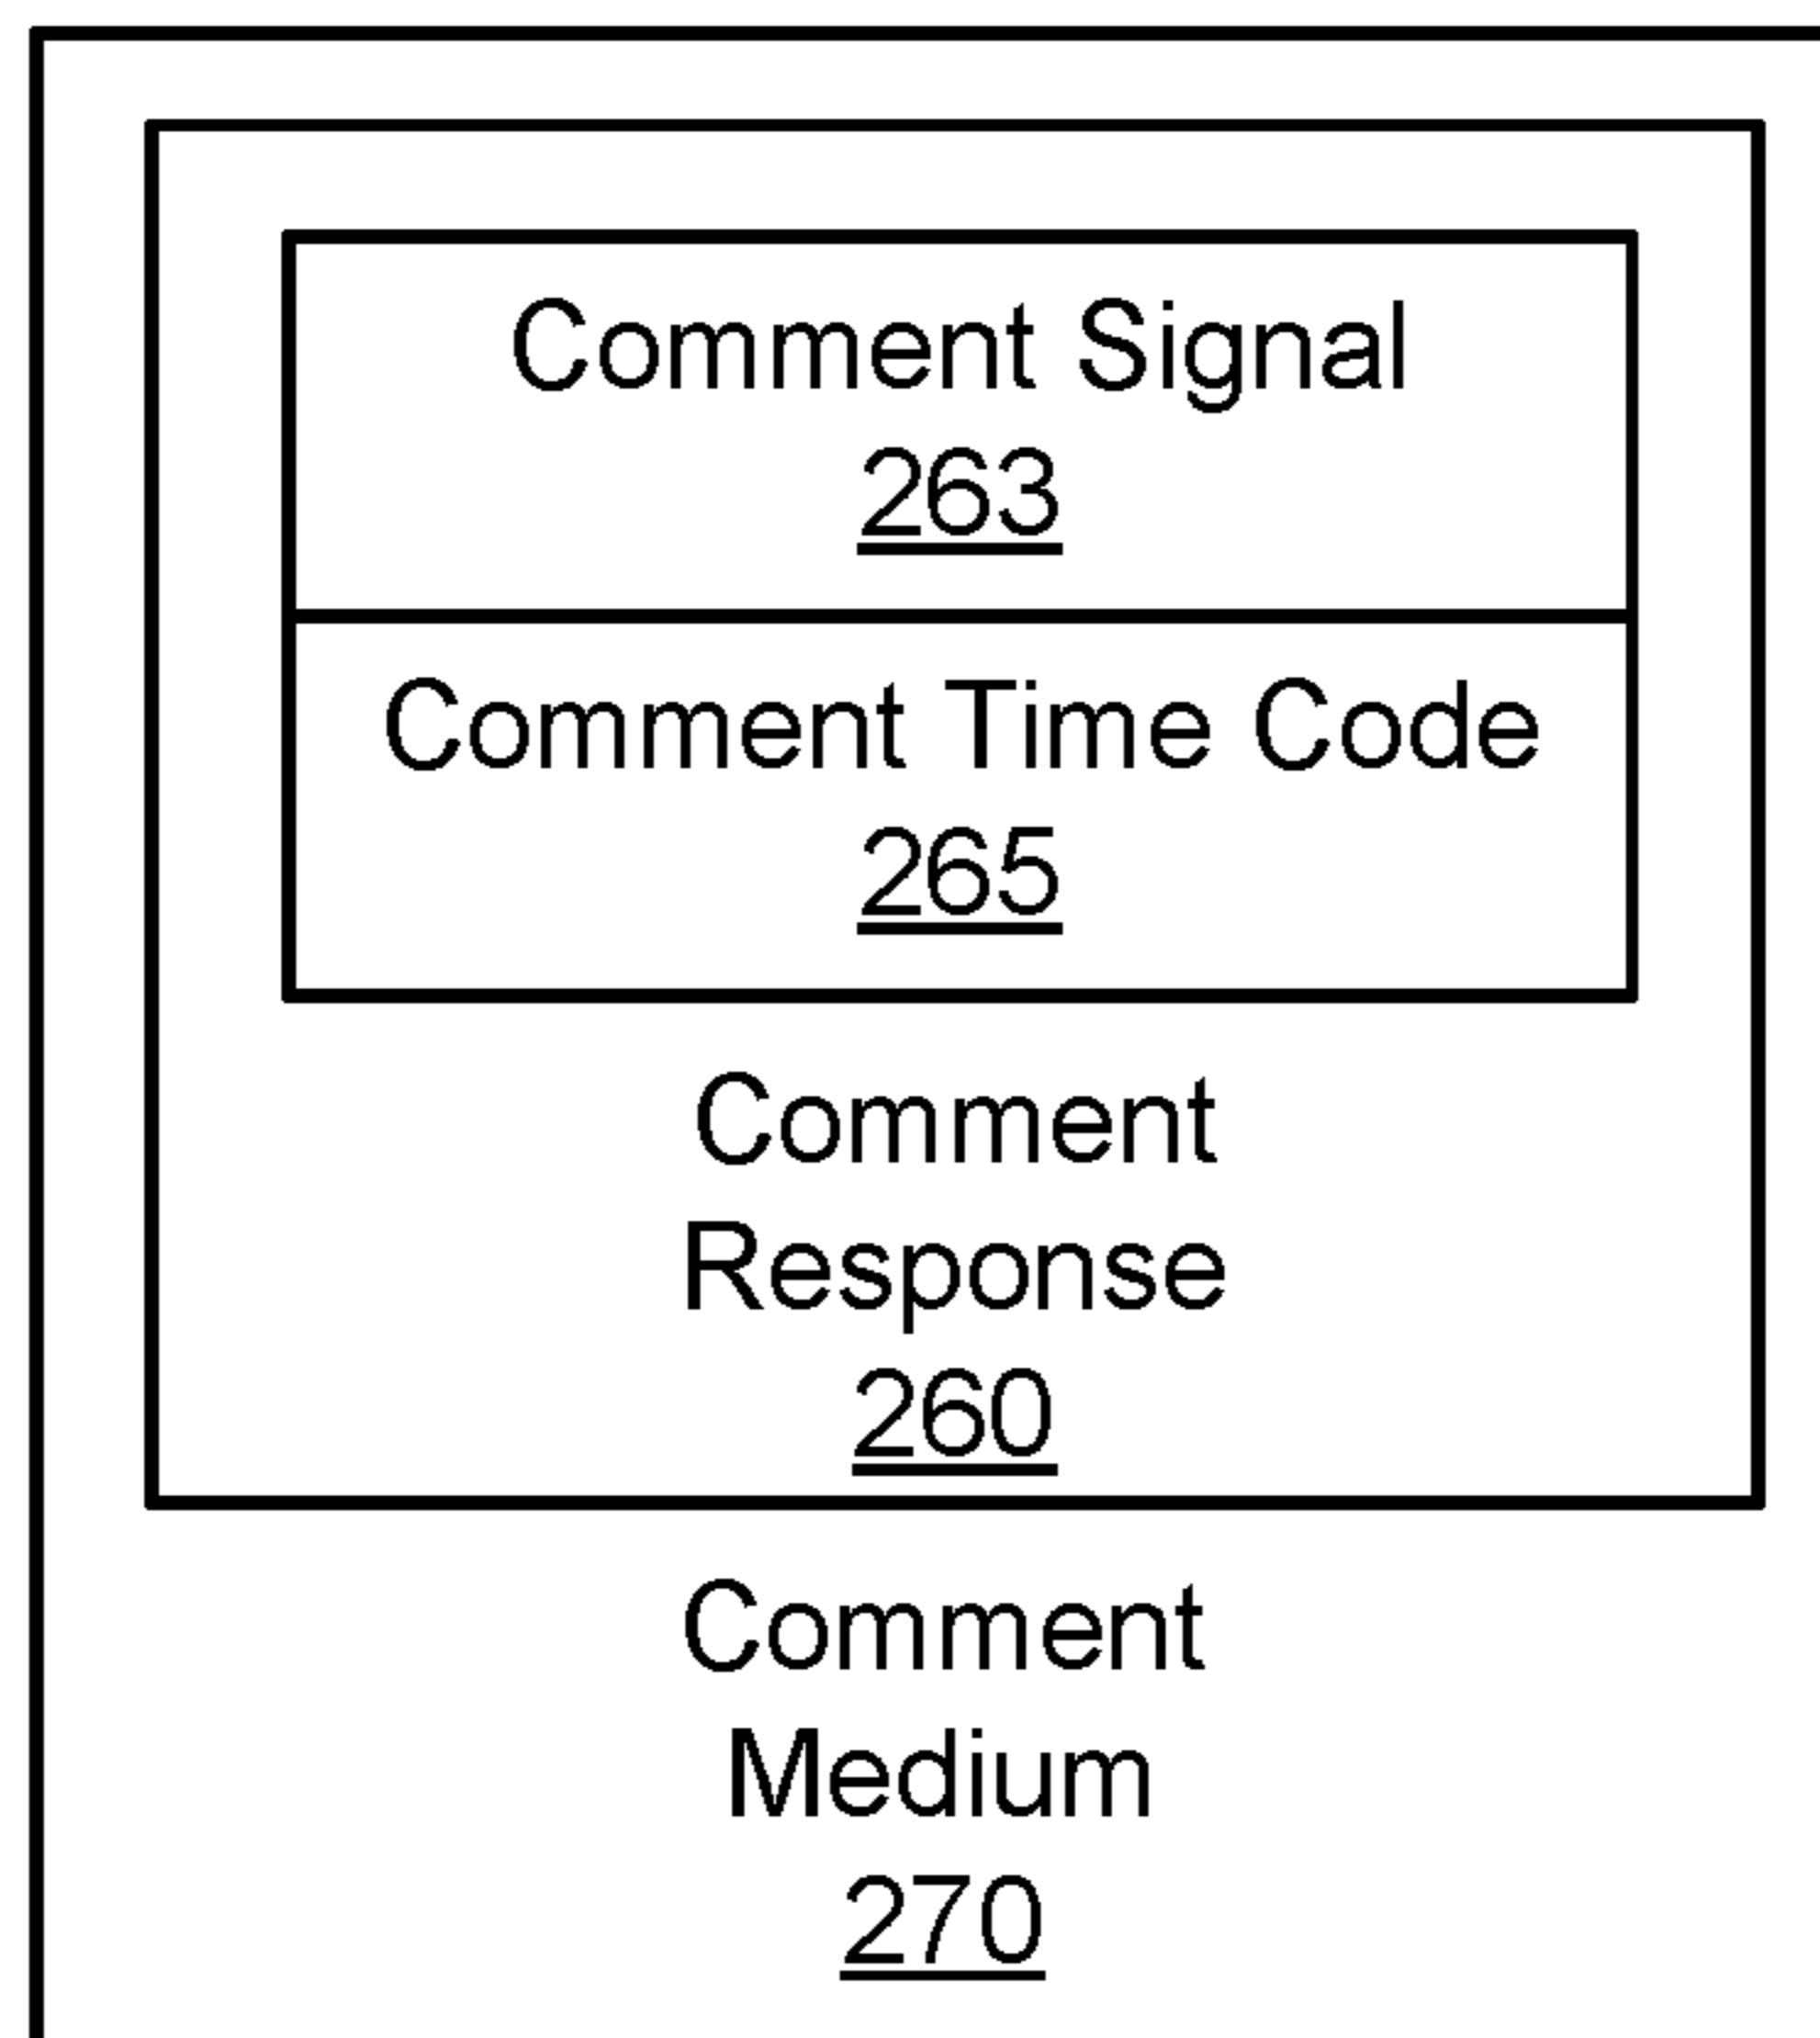 Comment Signal
263
Comment Time Code
265
Comment
Response
260
Comment
Medium
270